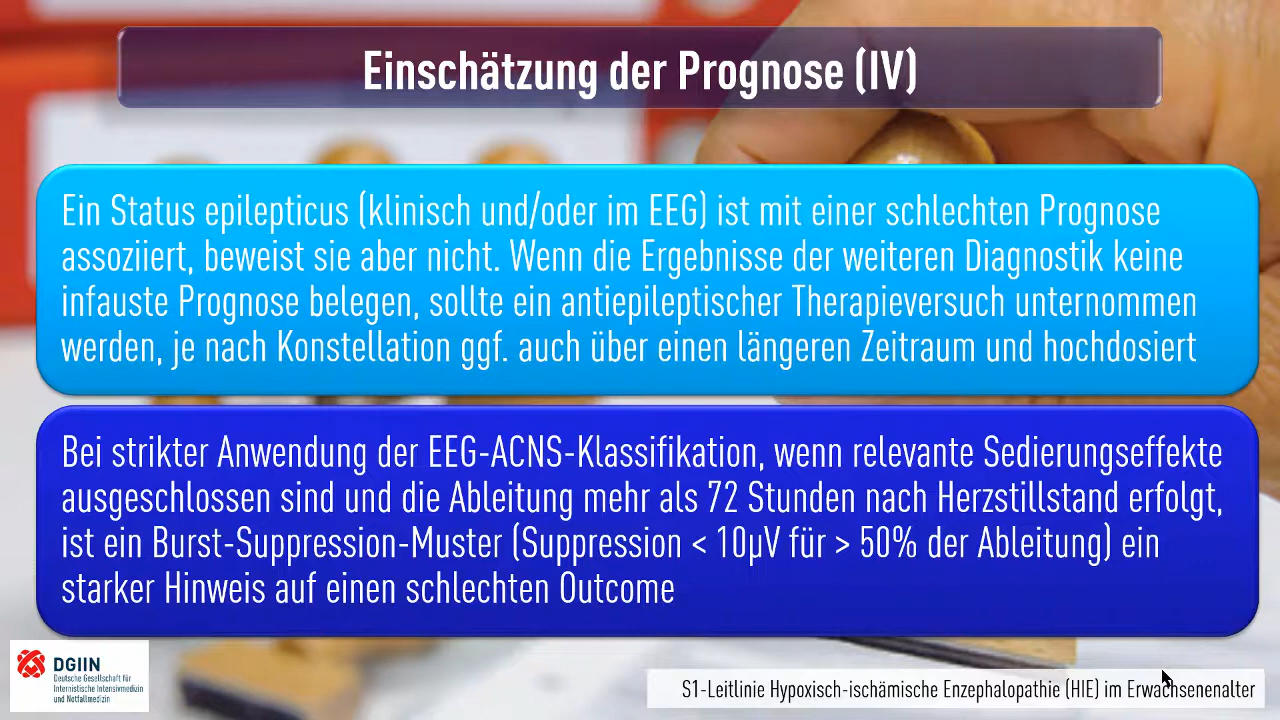 Einschätzung der Prognose (IV)
Ein Status epilepticus (klinisch und/oder im EEG) ist mit einer schlechten Prognose
assoziiert, beweist sie aber nicht. Wenn die Ergebnisse der weiteren Diagnostik keine
infauste Prognose belegen, sollte ein antiepileptischer Therapieversuch unternommen
werden, je nach Konstellation ggf. auch über einen längeren Zeitraum und hochdosiert
Bei strikter Anwendung der EEG-ACNS-Klassifikation, wenn relevante Sedierungseffekte
ausgeschlossen sind und die Ableitung mehr als 72 Stunden nach Herzstillstand erfolgt,
ist ein Burst-Suppression-Muster (Suppression < 10µV für > 50% der Ableitung) ein
starker Hinweis auf einen schlechten Outcome
DGIIN
Deutsche Gesellschaft für
Internistische Intensivmedizin
und Notfallmedizin
S1-Leitlinie Hypoxisch-ischämische Enzephalopathie (HIE) im Erwachsenenalter